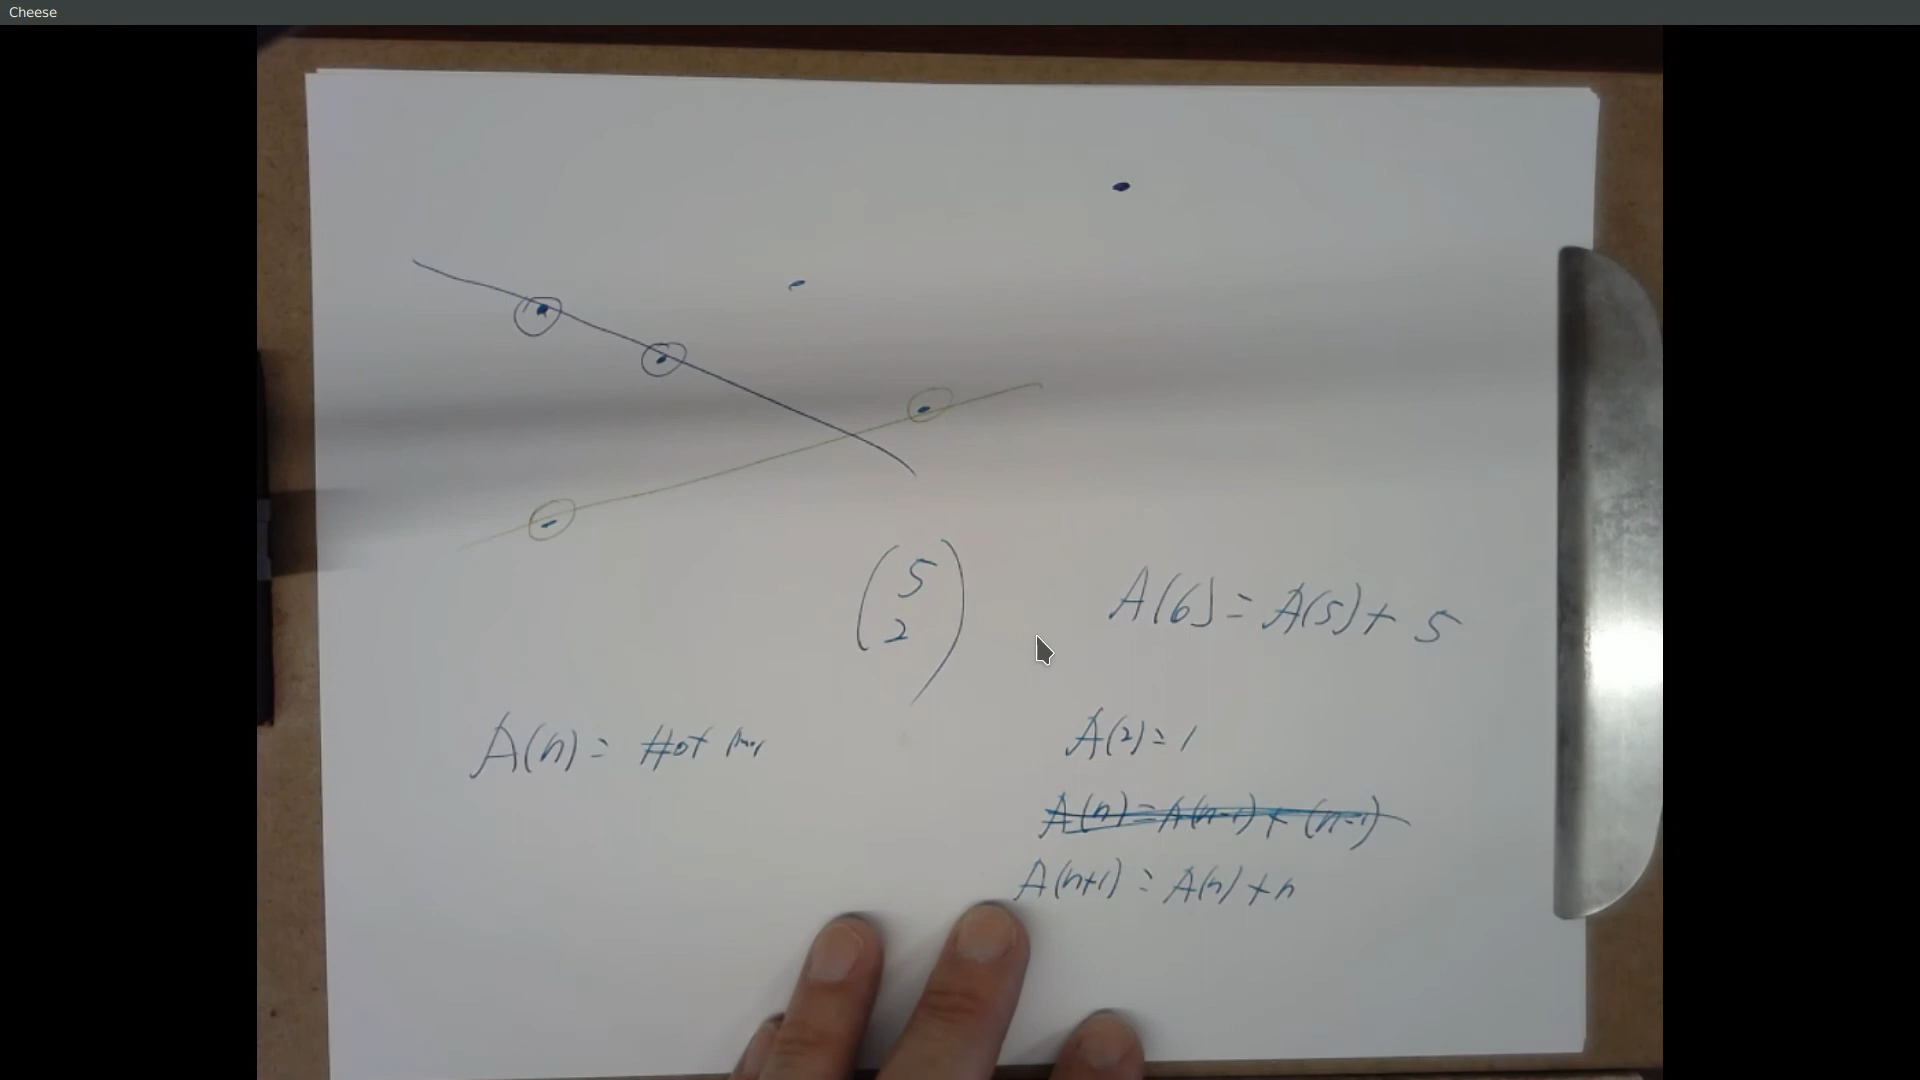 Cheese
(5
2)
A(6) = A(5) + 5
A(n) = # of
A(2) = 1
A(n) = A(n-1) + (n-1)
A(n+1) = A(n) + n